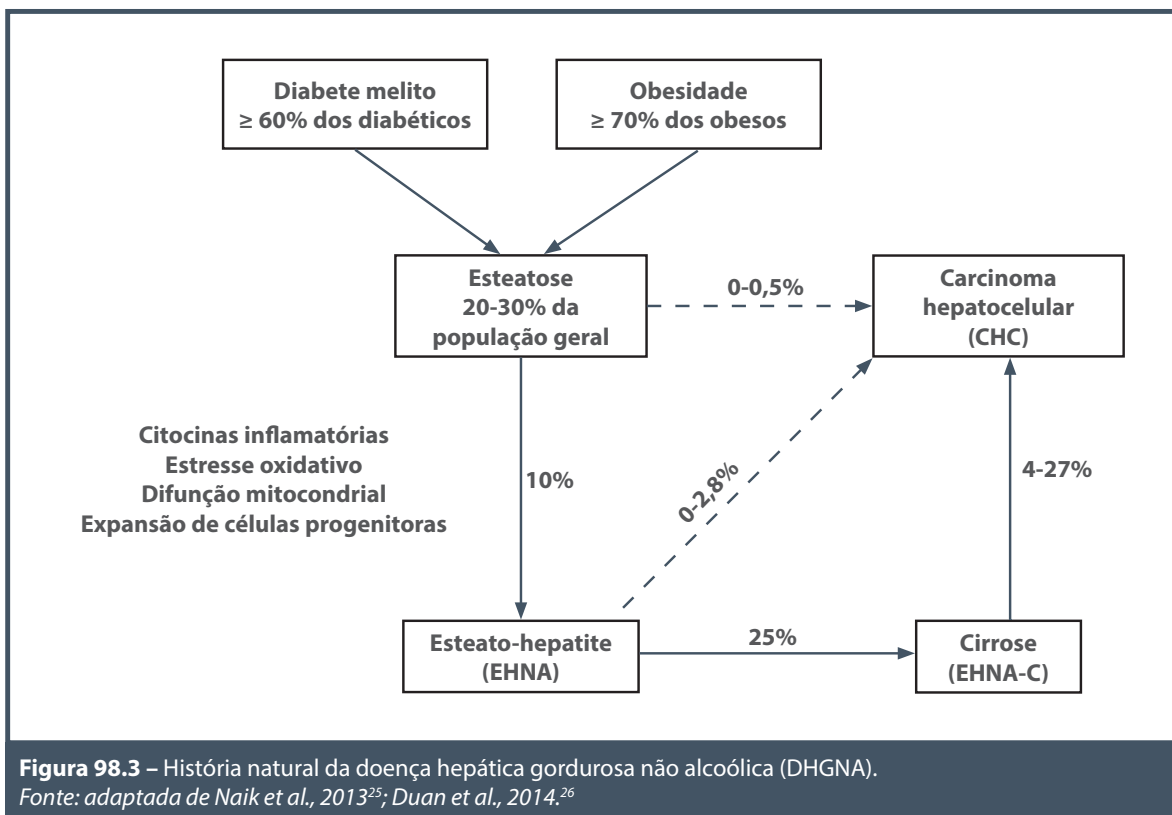 Diabete melito
≥ 60% dos diabéticos
Obesidade
≥ 70% dos obesos
Esteatose
20-30% da
população geral
0-0,5%
Carcinoma
hepatocelular
(CHC)
Citocinas inflamatórias
Estresse oxidativo
Difunção mitocondrial
Expansão de células progenitoras
10%
0-2,8%
4-27%
Esteato-hepatite
(EHNA)
25%
Cirrose
(EHNA-C)
Figura 98.3 – História natural da doença hepática gordurosa não alcoólica (DHGNA).
Fonte: adaptada de Naik et al., 2013²⁵; Duan et al., 2014.²⁶